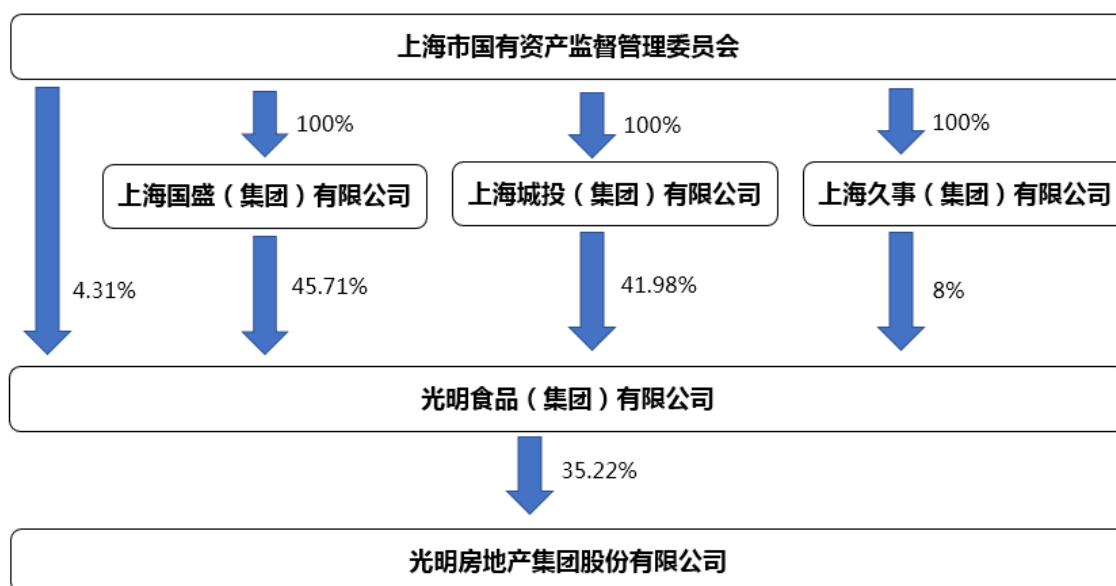 上海市国有资产监督管理委员会
100%
100%
100%
上海国盛（集团）有限公司
上海城投（集团）有限公司
上海久事（集团）有限公司
4.31%
45.71%
41.98%
8%
光明食品（集团）有限公司
35.22%
光明房地产集团股份有限公司